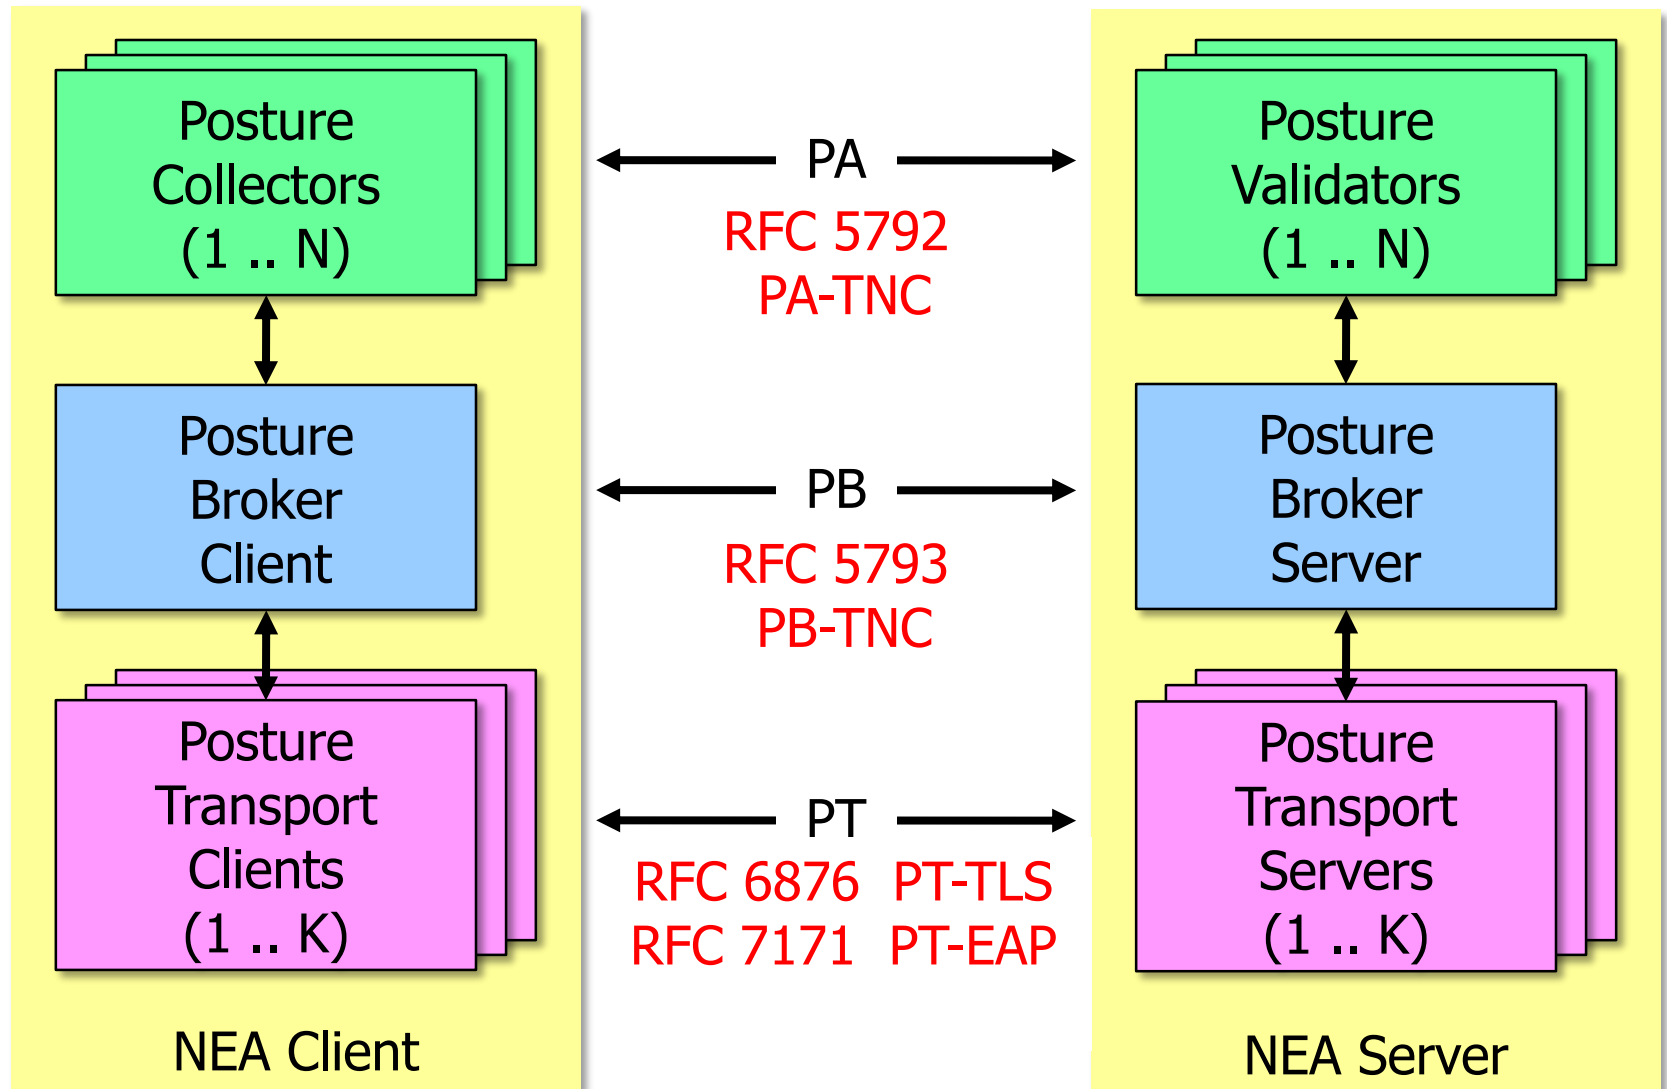 Posture
Collectors
(1 .. N)
Posture
Broker
Client
Posture
Transport
Clients
(1 .. K)
NEA Client
PA
RFC 5792
PA-TNC
PB
RFC 5793
PB-TNC
PT
RFC 6876 PT-TLS
RFC 7171 PT-EAP
Posture
Validators
(1 .. N)
Posture
Broker
Server
Posture
Transport
Servers
(1 .. K)
NEA Server